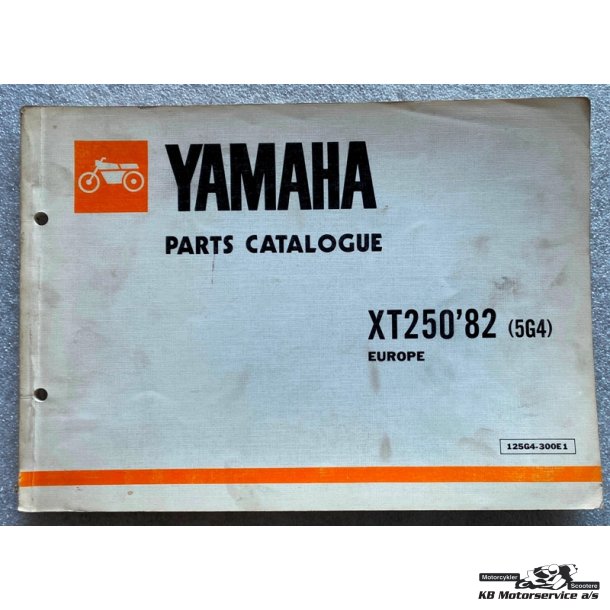 YAMAHA
PARTS CATALOGUE
XT250'82 (5G4)
EUROPE
125G4-300E1
Motorcykler
Scootere
KB Motorservice a/s